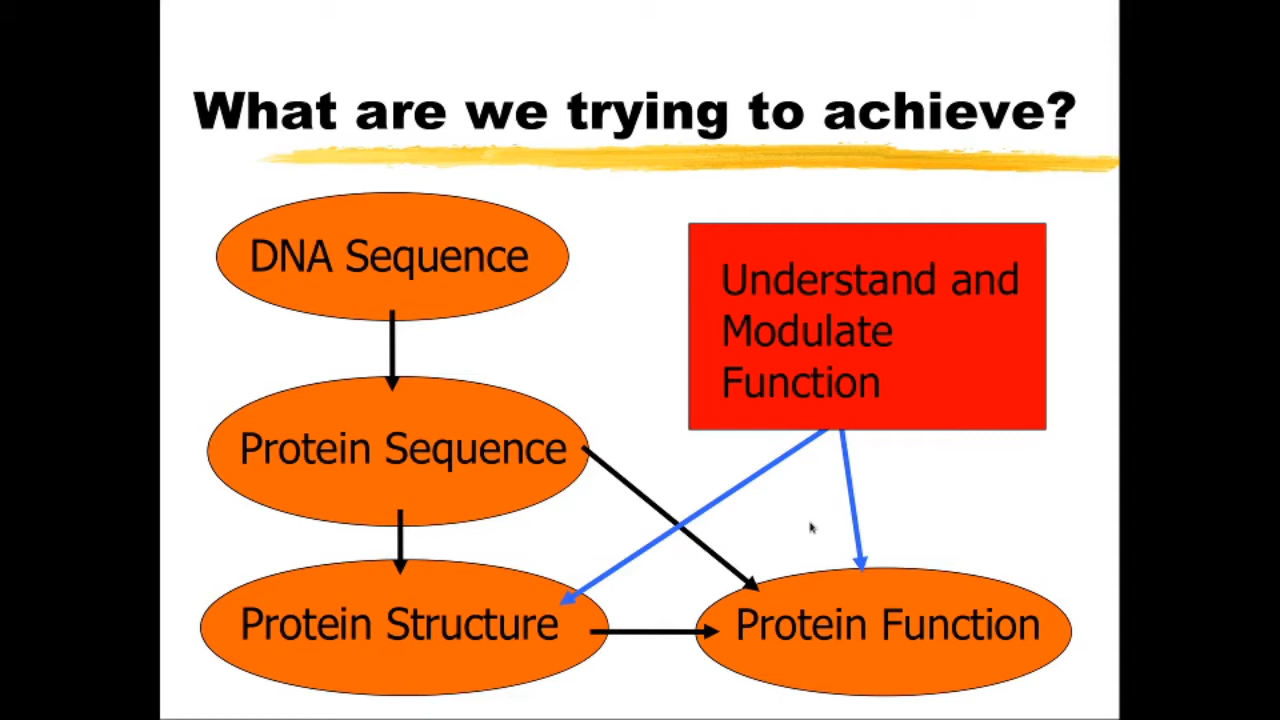 What are we trying to achieve?
DNA Sequence
Understand and
Modulate
Function
Protein Sequence
Protein Structure
Protein Function